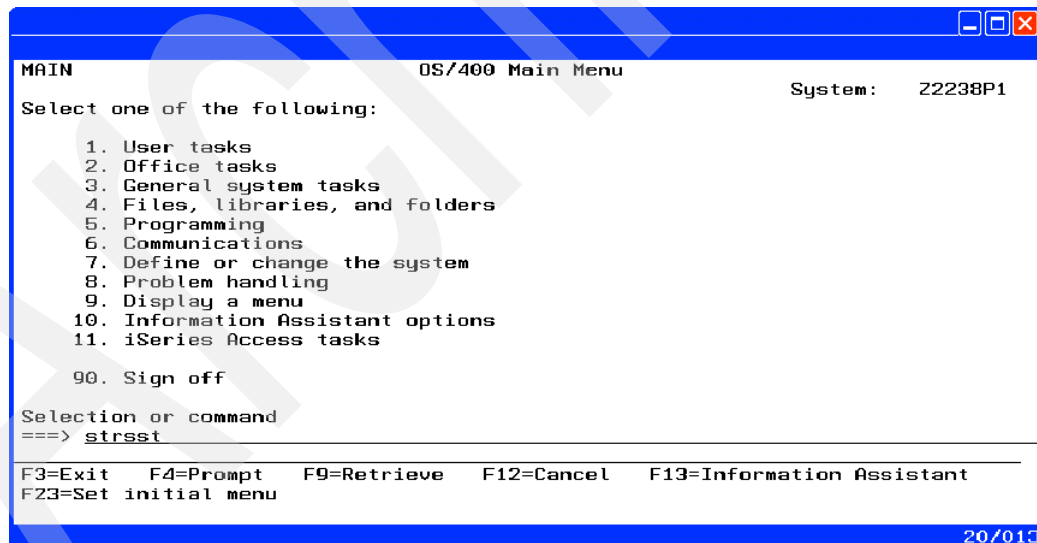 MAIN OS/400 Main Menu
System: Z2238P1
Select one of the following:
1. User tasks
2. Office tasks
3. General system tasks
4. Files, libraries, and folders
5. Programming
6. Communications
7. Define or change the system
8. Problem handling
9. Display a menu
10. Information Assistant options
11. iSeries Access tasks
90. Sign off
Selection or command
===> strsst
F3=Exit F4=Prompt F9=Retrieve F12=Cancel F13=Information Assistant
F23=Set initial menu